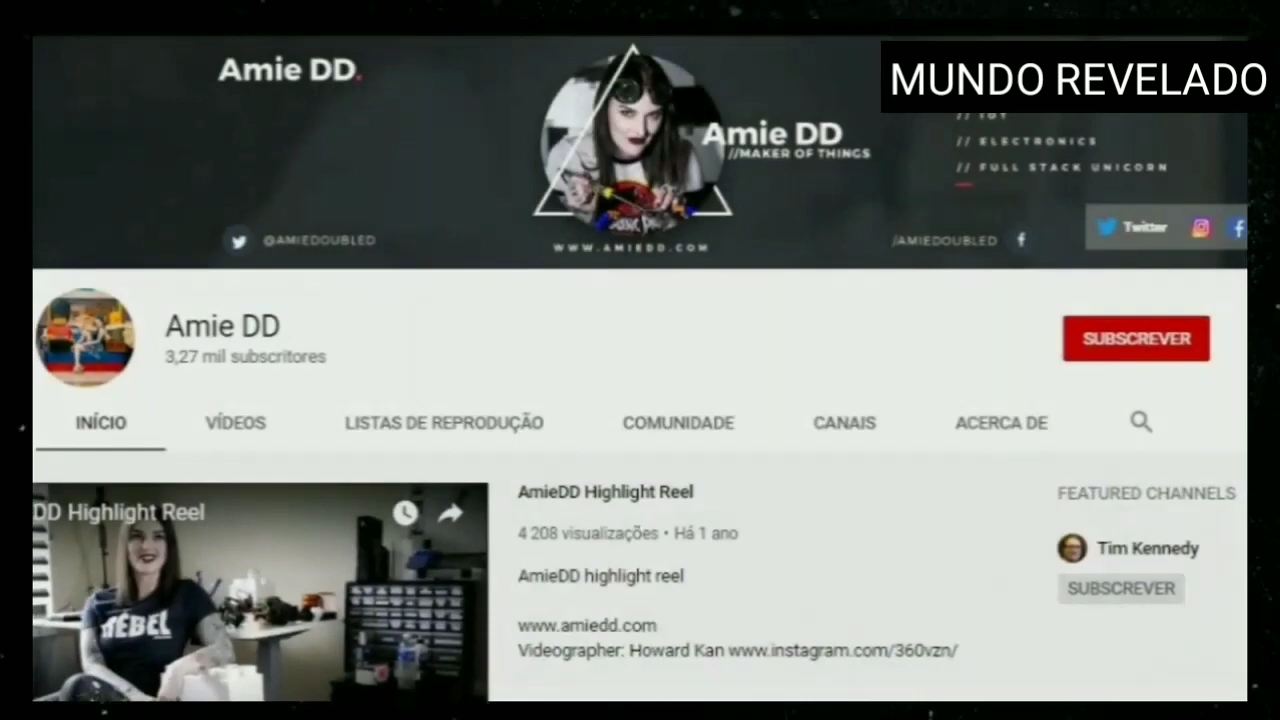 MUNDO REVELADO
Amie DD.
Amie DD
//MAKER OF THINGS
// IOT
// ELECTRONICS
// FULL STACK UNICORN
@AMIEDOUBLED
WWW.AMIEDD.COM
/AMIEDOUBLED
Twitter
Amie DD
3,27 mil subscritores
SUBSCREVER
INÍCIO VÍDEOS LISTAS DE REPRODUÇÃO COMUNIDADE CANAIS ACERCA DE
DD Highlight Reel
REBEL
AmieDD Highlight Reel
4 208 visualizações • Há 1 ano
AmieDD highlight reel
www.amiedd.com
Videographer: Howard Kan www.instagram.com/360vzn/
FEATURED CHANNELS
Tim Kennedy
SUBSCREVER